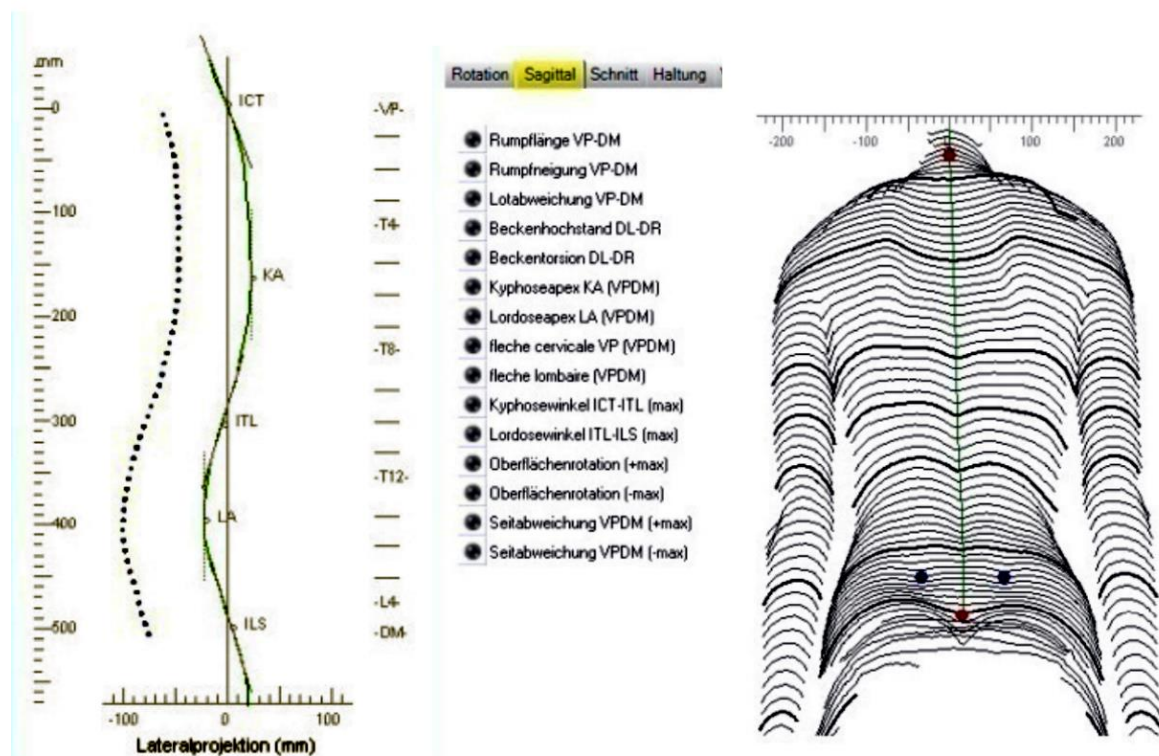 mm
0
100
200
300
400
500
ICT
KA
ITL
LA
ILS
-VP-
-T4-
-T8-
-T12-
-L4-
-DM-
-100 0 100
Lateralprojektion (mm)
Rotation Sagittal Schnitt Haltung
Rumpflänge VP-DM
Rumpfneigung VP-DM
Lotabweichung VP-DM
Beckenhochstand DL-DR
Beckentorsion DL-DR
Kyphoseapex KA (VPDM)
Lordoseapex LA (VPDM)
fleche cervicale VP (VPDM)
fleche lombaire (VPDM)
Kyphosewinkel ICT-ITL (max)
Lordosewinkel ITL-ILS (max)
Oberflächenrotation (+max)
Oberflächenrotation (-max)
Seitabweichung VPDM (+max)
Seitabweichung VPDM (-max)
-200 -100 0 100 200